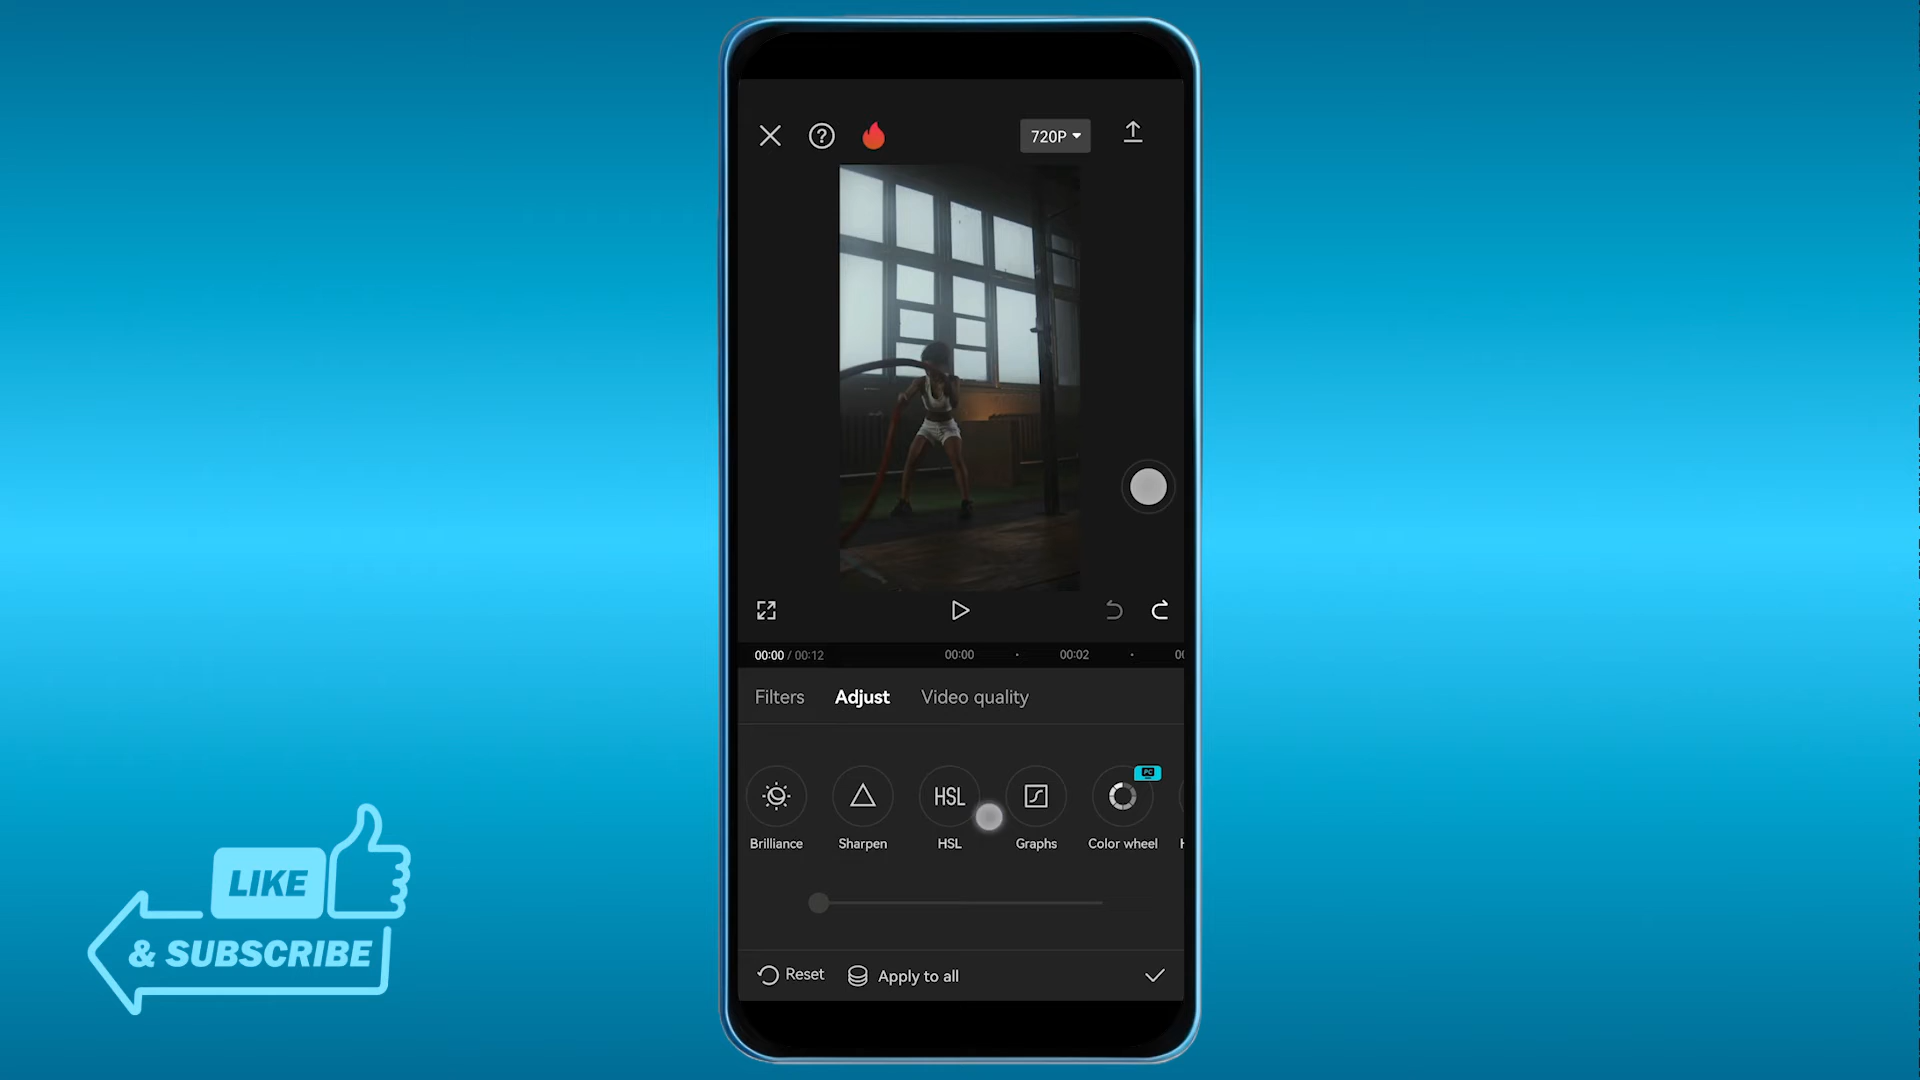 720P
00:00 / 00:12 00:00 00:02
Filters Adjust Video quality
HSL
Brilliance Sharpen HSL Graphs Color wheel
Reset Apply to all
LIKE
& SUBSCRIBE